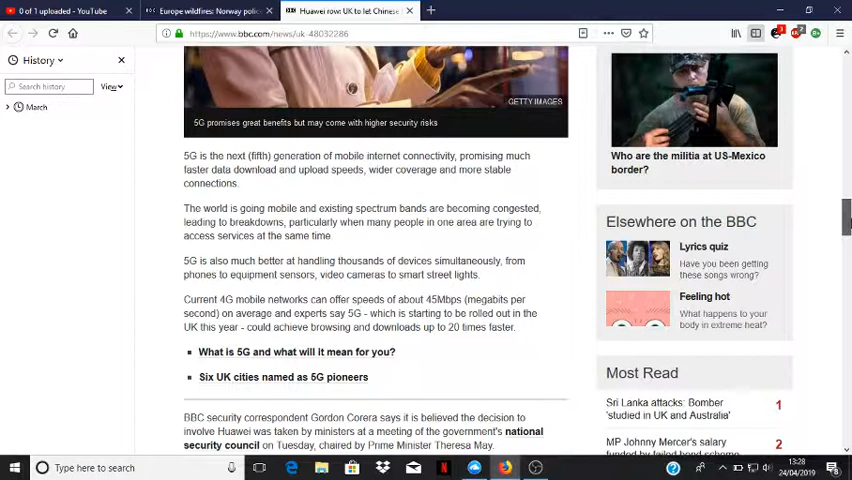 0 of 1 uploaded - YouTube
Europe wildfires: Norway polic
Huawei row: UK to let Chinese
https://www.bbc.com/news/uk-48032286
History
Search history
View
March
GETTY IMAGES
5G promises great benefits but may come with higher security risks
5G is the next (fifth) generation of mobile internet connectivity, promising much
faster data download and upload speeds, wider coverage and more stable
connections.
The world is going mobile and existing spectrum bands are becoming congested,
leading to breakdowns, particularly when many people in one area are trying to
access services at the same time
5G is also much better at handling thousands of devices simultaneously, from
phones to equipment sensors, video cameras to smart street lights.
Current 4G mobile networks can offer speeds of about 45Mbps (megabits per
second) on average and experts say 5G - which is starting to be rolled out in the
UK this year - could achieve browsing and downloads up to 20 times faster.
What is 5G and what will it mean for you?
Six UK cities named as 5G pioneers
BBC security correspondent Gordon Corera says it is believed the decision to
involve Huawei was taken by ministers at a meeting of the government's national
security council on Tuesday, chaired by Prime Minister Theresa May.
Who are the militia at US-Mexico
border?
Elsewhere on the BBC
Lyrics quiz
Have you been getting
these songs wrong?
Feeling hot
What happens to your
body in extreme heat?
Most Read
Sri Lanka attacks: Bomber
'studied in UK and Australia'
1
MP Johnny Mercer's salary
funded by failed bond scheme
2
Type here to search
13:28
24/04/2019